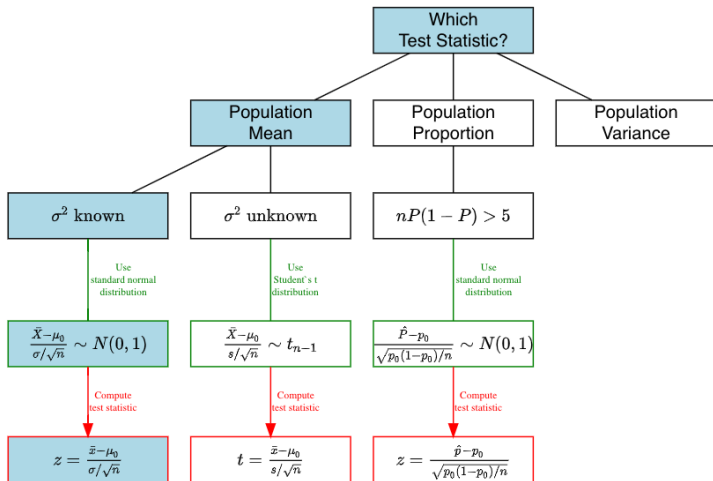 Which
Test Statistic?
Population
Mean
Population
Proportion
Population
Variance
σ² known
σ² unknown
nP(1 − P) > 5
Use
standard normal
distribution
Use
Student`s t
distribution
Use
standard normal
distribution
(X̄−μ₀)/(σ/√n) ∼ N(0, 1)
(X̄−μ₀)/(s/√n) ∼ tₙ₋₁
(P̂−p₀)/√(p₀(1−p₀)/n) ∼ N(0, 1)
Compute
test statistic
Compute
test statistic
Compute
test statistic
z = (x̄−μ₀)/(σ/√n)
t = (x̄−μ₀)/(s/√n)
z = (p̂−p₀)/√(p₀(1−p₀)/n)